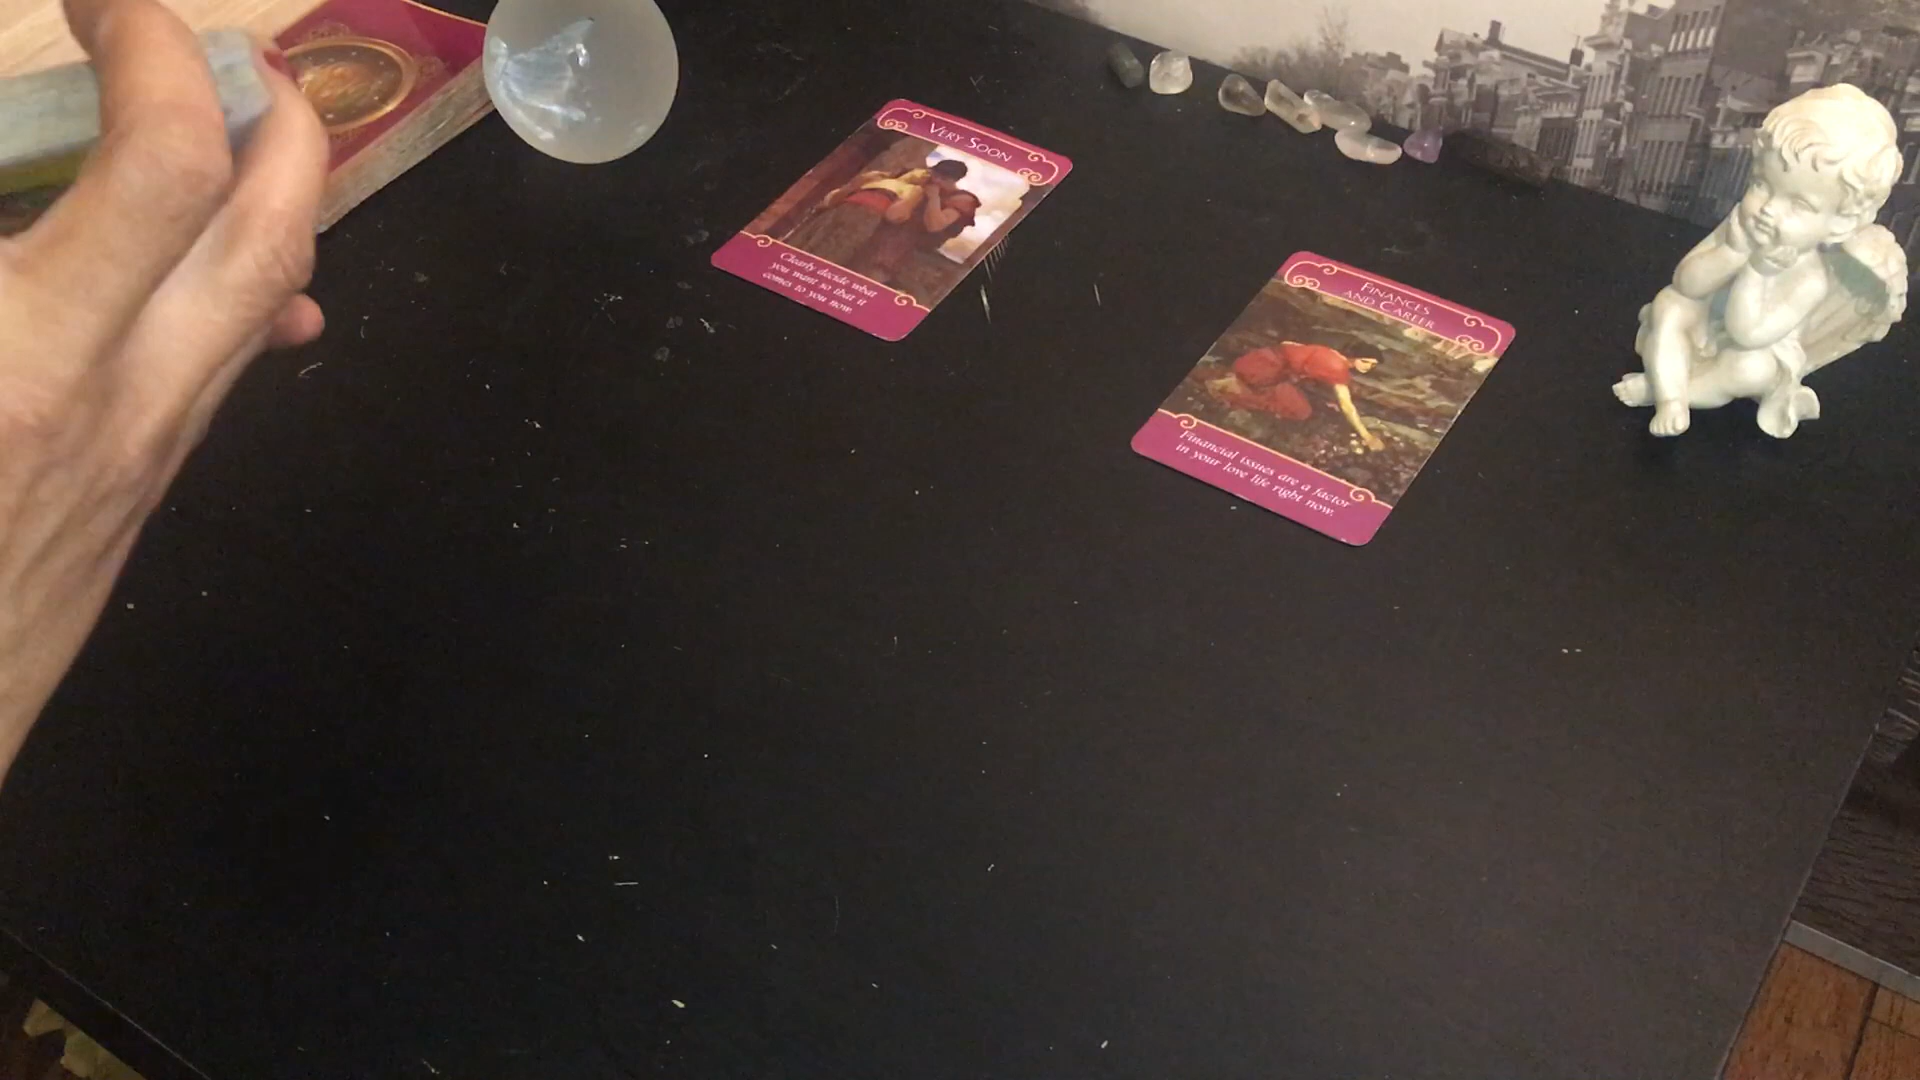 VERY SOON
Clearly decide what
you want so that it
comes to you now.
FINANCES
AND CAREER
Financial issues are a factor
in your love life right now.